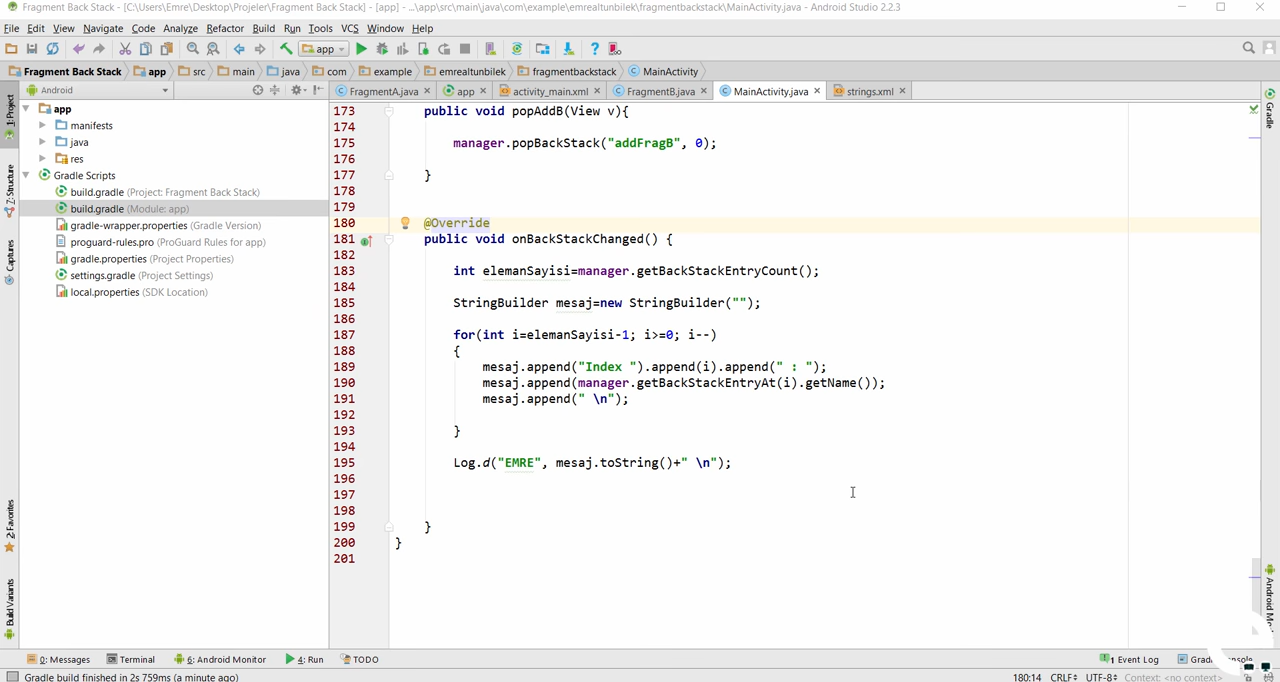 Fragment Back Stack - [C:\Users\Emre\Desktop\Projeler\Fragment Back Stack] - [app] - ...\app\src\main\java\com\example\emrealtunbilek\fragmentbackstack\MainActivity.java - Android Studio 2.2.3
File Edit View Navigate Code Analyze Refactor Build Run Tools VCS Window Help
app
Fragment Back Stack app src main java com example emrealtunbilek fragmentbackstack MainActivity
Android
FragmentA.java app activity_main.xml FragmentB.java MainActivity.java strings.xml
1: Project
7: Structure
Captures
2: Favorites
Build Variants
app
manifests
java
res
Gradle Scripts
build.gradle (Project: Fragment Back Stack)
build.gradle (Module: app)
gradle-wrapper.properties (Gradle Version)
proguard-rules.pro (ProGuard Rules for app)
gradle.properties (Project Properties)
settings.gradle (Project Settings)
local.properties (SDK Location)
173 public void popAddB(View v){
174
175 manager.popBackStack("addFragB", 0);
176
177 }
178
179
180 @Override
181 public void onBackStackChanged() {
182
183 int elemanSayisi=manager.getBackStackEntryCount();
184
185 StringBuilder mesaj=new StringBuilder("");
186
187 for(int i=elemanSayisi-1; i>=0; i--)
188 {
189 mesaj.append("Index ").append(i).append(" : ");
190 mesaj.append(manager.getBackStackEntryAt(i).getName());
191 mesaj.append(" \n");
192
193 }
194
195 Log.d("EMRE", mesaj.toString()+" \n");
196
197
198
199 }
200 }
201
Gradle
Android Mo
0: Messages Terminal 6: Android Monitor 4: Run TODO 1 Event Log Gradle Console
Gradle build finished in 2s 759ms (a minute ago) 180:14 CRLF UTF-8 Context: <no context>